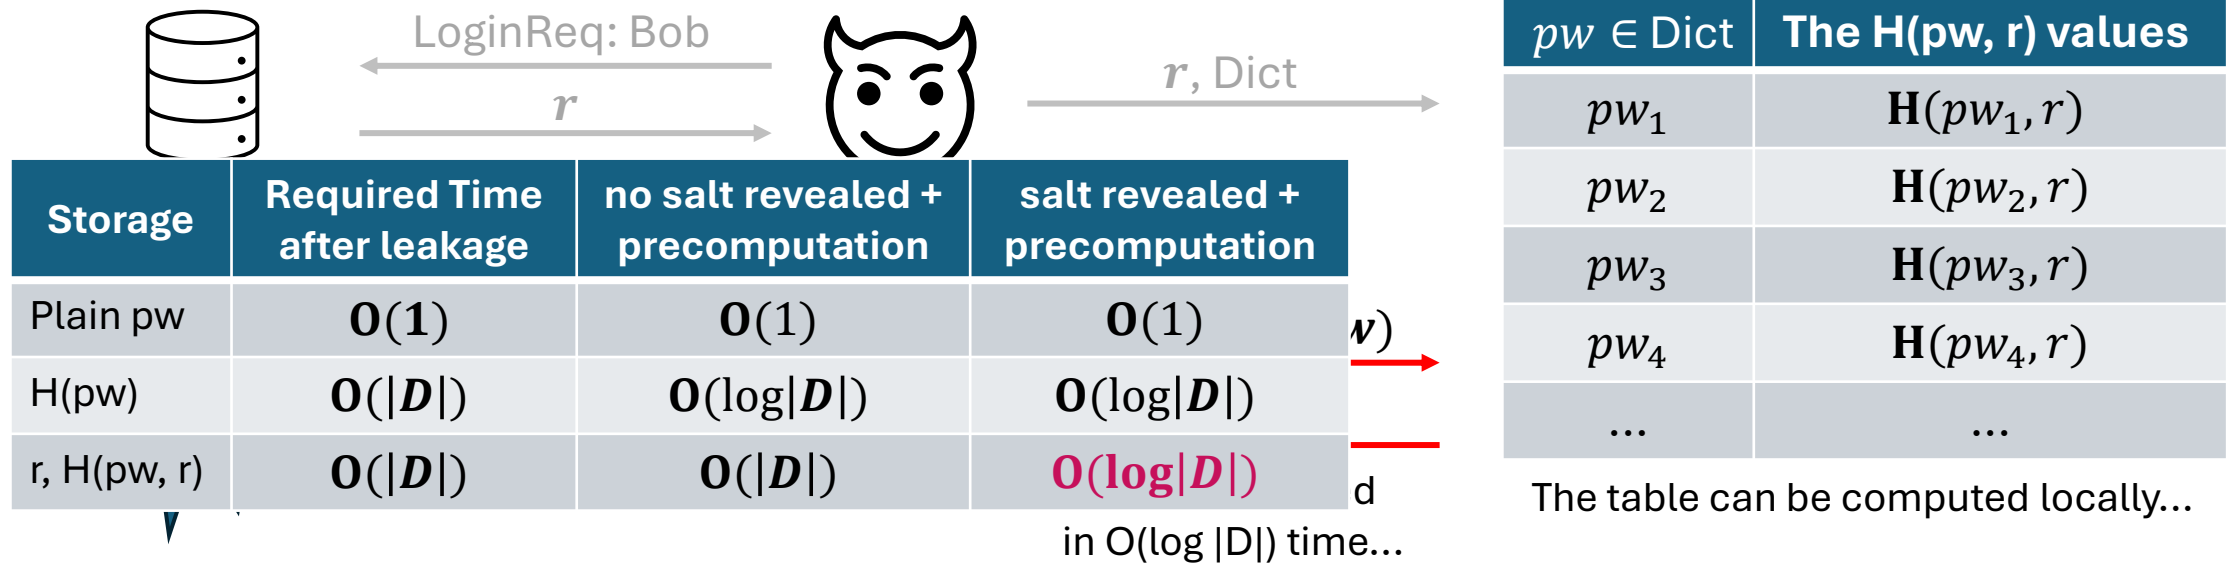 LoginReq: Bob
r
r, Dict
Storage | Required Time after leakage | no salt revealed + precomputation | salt revealed + precomputation
Plain pw | O(1) | O(1) | O(1)
H(pw) | O(|D|) | O(log|D|) | O(log|D|)
r, H(pw, r) | O(|D|) | O(|D|) | O(log|D|)
w)
d
in O(log |D|) time...
pw ∈ Dict | The H(pw, r) values
pw₁ | H(pw₁, r)
pw₂ | H(pw₂, r)
pw₃ | H(pw₃, r)
pw₄ | H(pw₄, r)
... | ...
The table can be computed locally...